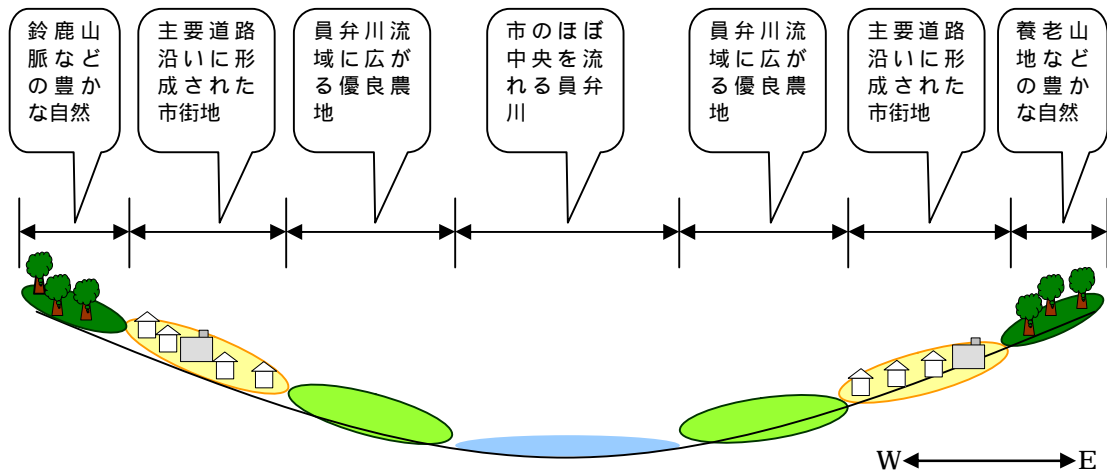 鈴鹿山
脈など
の豊か
な自然
主要道路
沿いに形
成された
市街地
員弁川流
域に広が
る優良農
地
市のほぼ
中央を流
れる員弁
川
員弁川流
域に広が
る優良農
地
主要道路
沿いに形
成された
市街地
養老山
地など
の豊か
な自然
W E